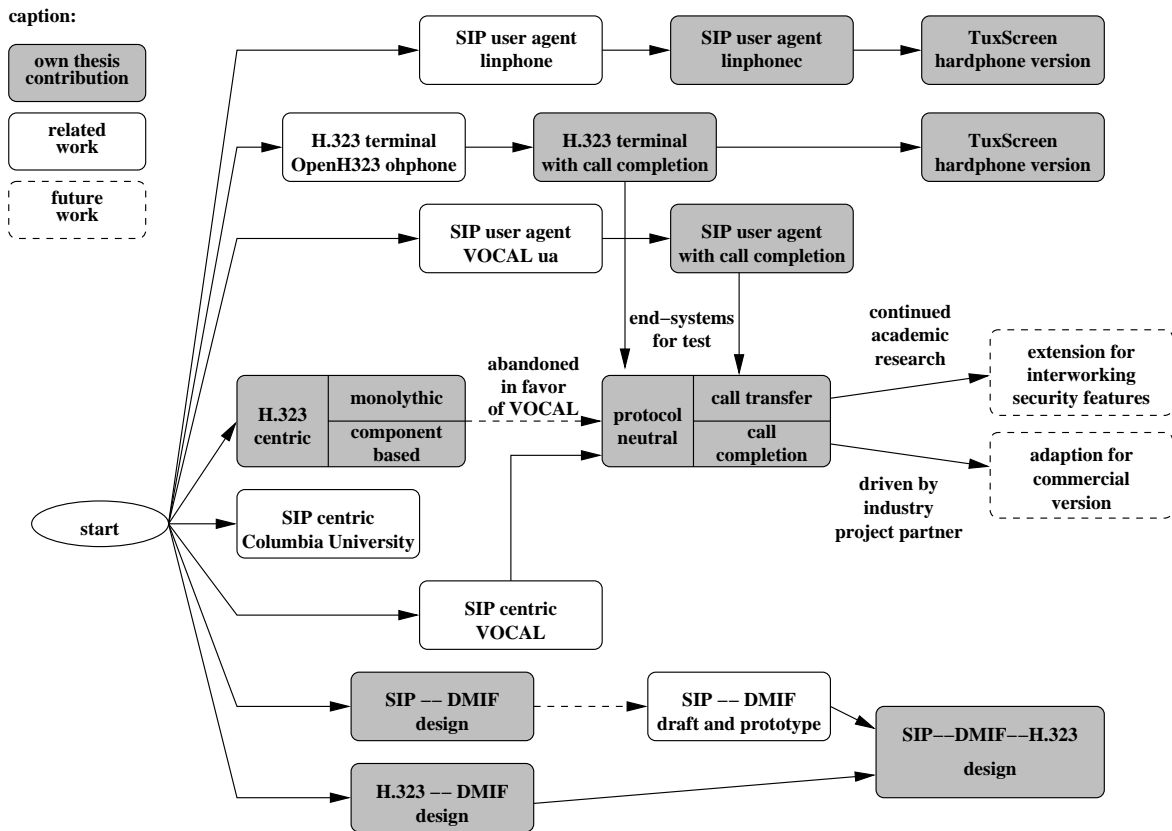 caption:
own thesis
contribution
related
work
future
work
SIP user agent
linphone
SIP user agent
linphonec
TuxScreen
hardphone version
H.323 terminal
OpenH323 ohphone
H.323 terminal
with call completion
TuxScreen
hardphone version
SIP user agent
VOCAL ua
SIP user agent
with call completion
end−systems
for test
continued
academic
research
abandoned
in favor
of VOCAL
H.323
centric
monolythic
component
based
protocol
neutral
call transfer
call
completion
extension for
interworking
security features
adaption for
commercial
version
driven by
industry
project partner
start
SIP centric
Columbia University
SIP centric
VOCAL
SIP −− DMIF
design
SIP −− DMIF
draft and prototype
SIP−−DMIF−−H.323
design
H.323 −− DMIF
design